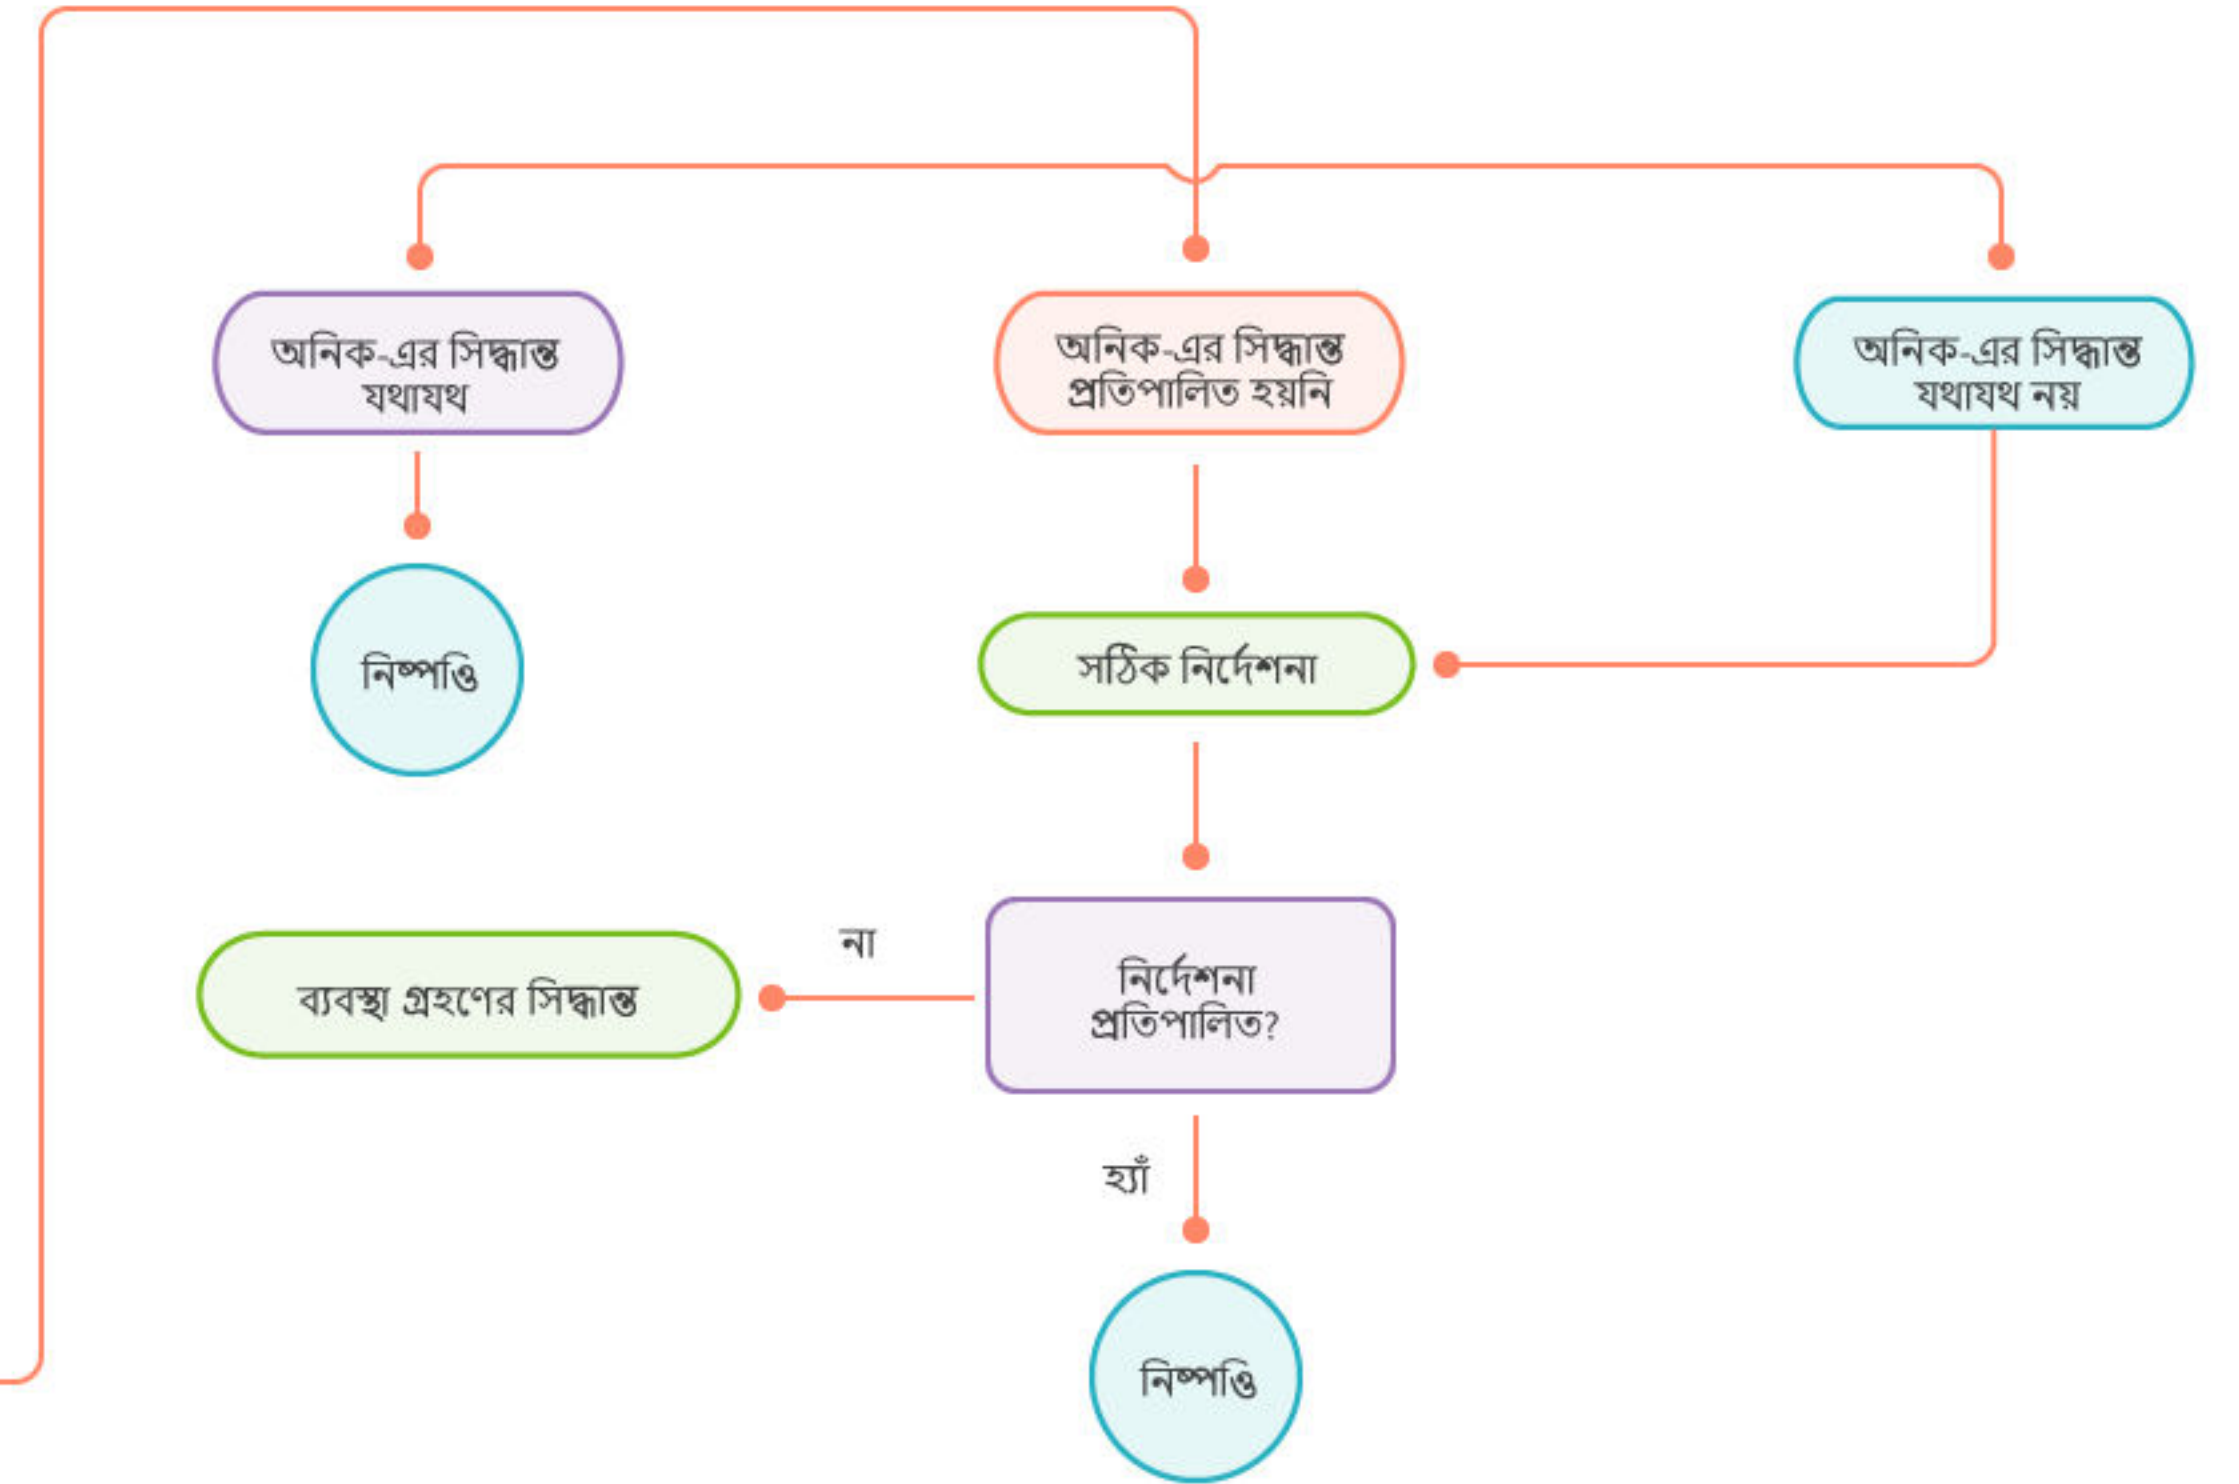 অনিক-এর সিদ্ধান্ত
যথাযথ
অনিক-এর সিদ্ধান্ত
প্রতিপালিত হয়নি
অনিক-এর সিদ্ধান্ত
যথাযথ নয়
নিষ্পত্তি
সঠিক নির্দেশনা
না
ব্যবস্থা গ্রহণের সিদ্ধান্ত
নির্দেশনা
প্রতিপালিত?
হ্যাঁ
নিষ্পত্তি